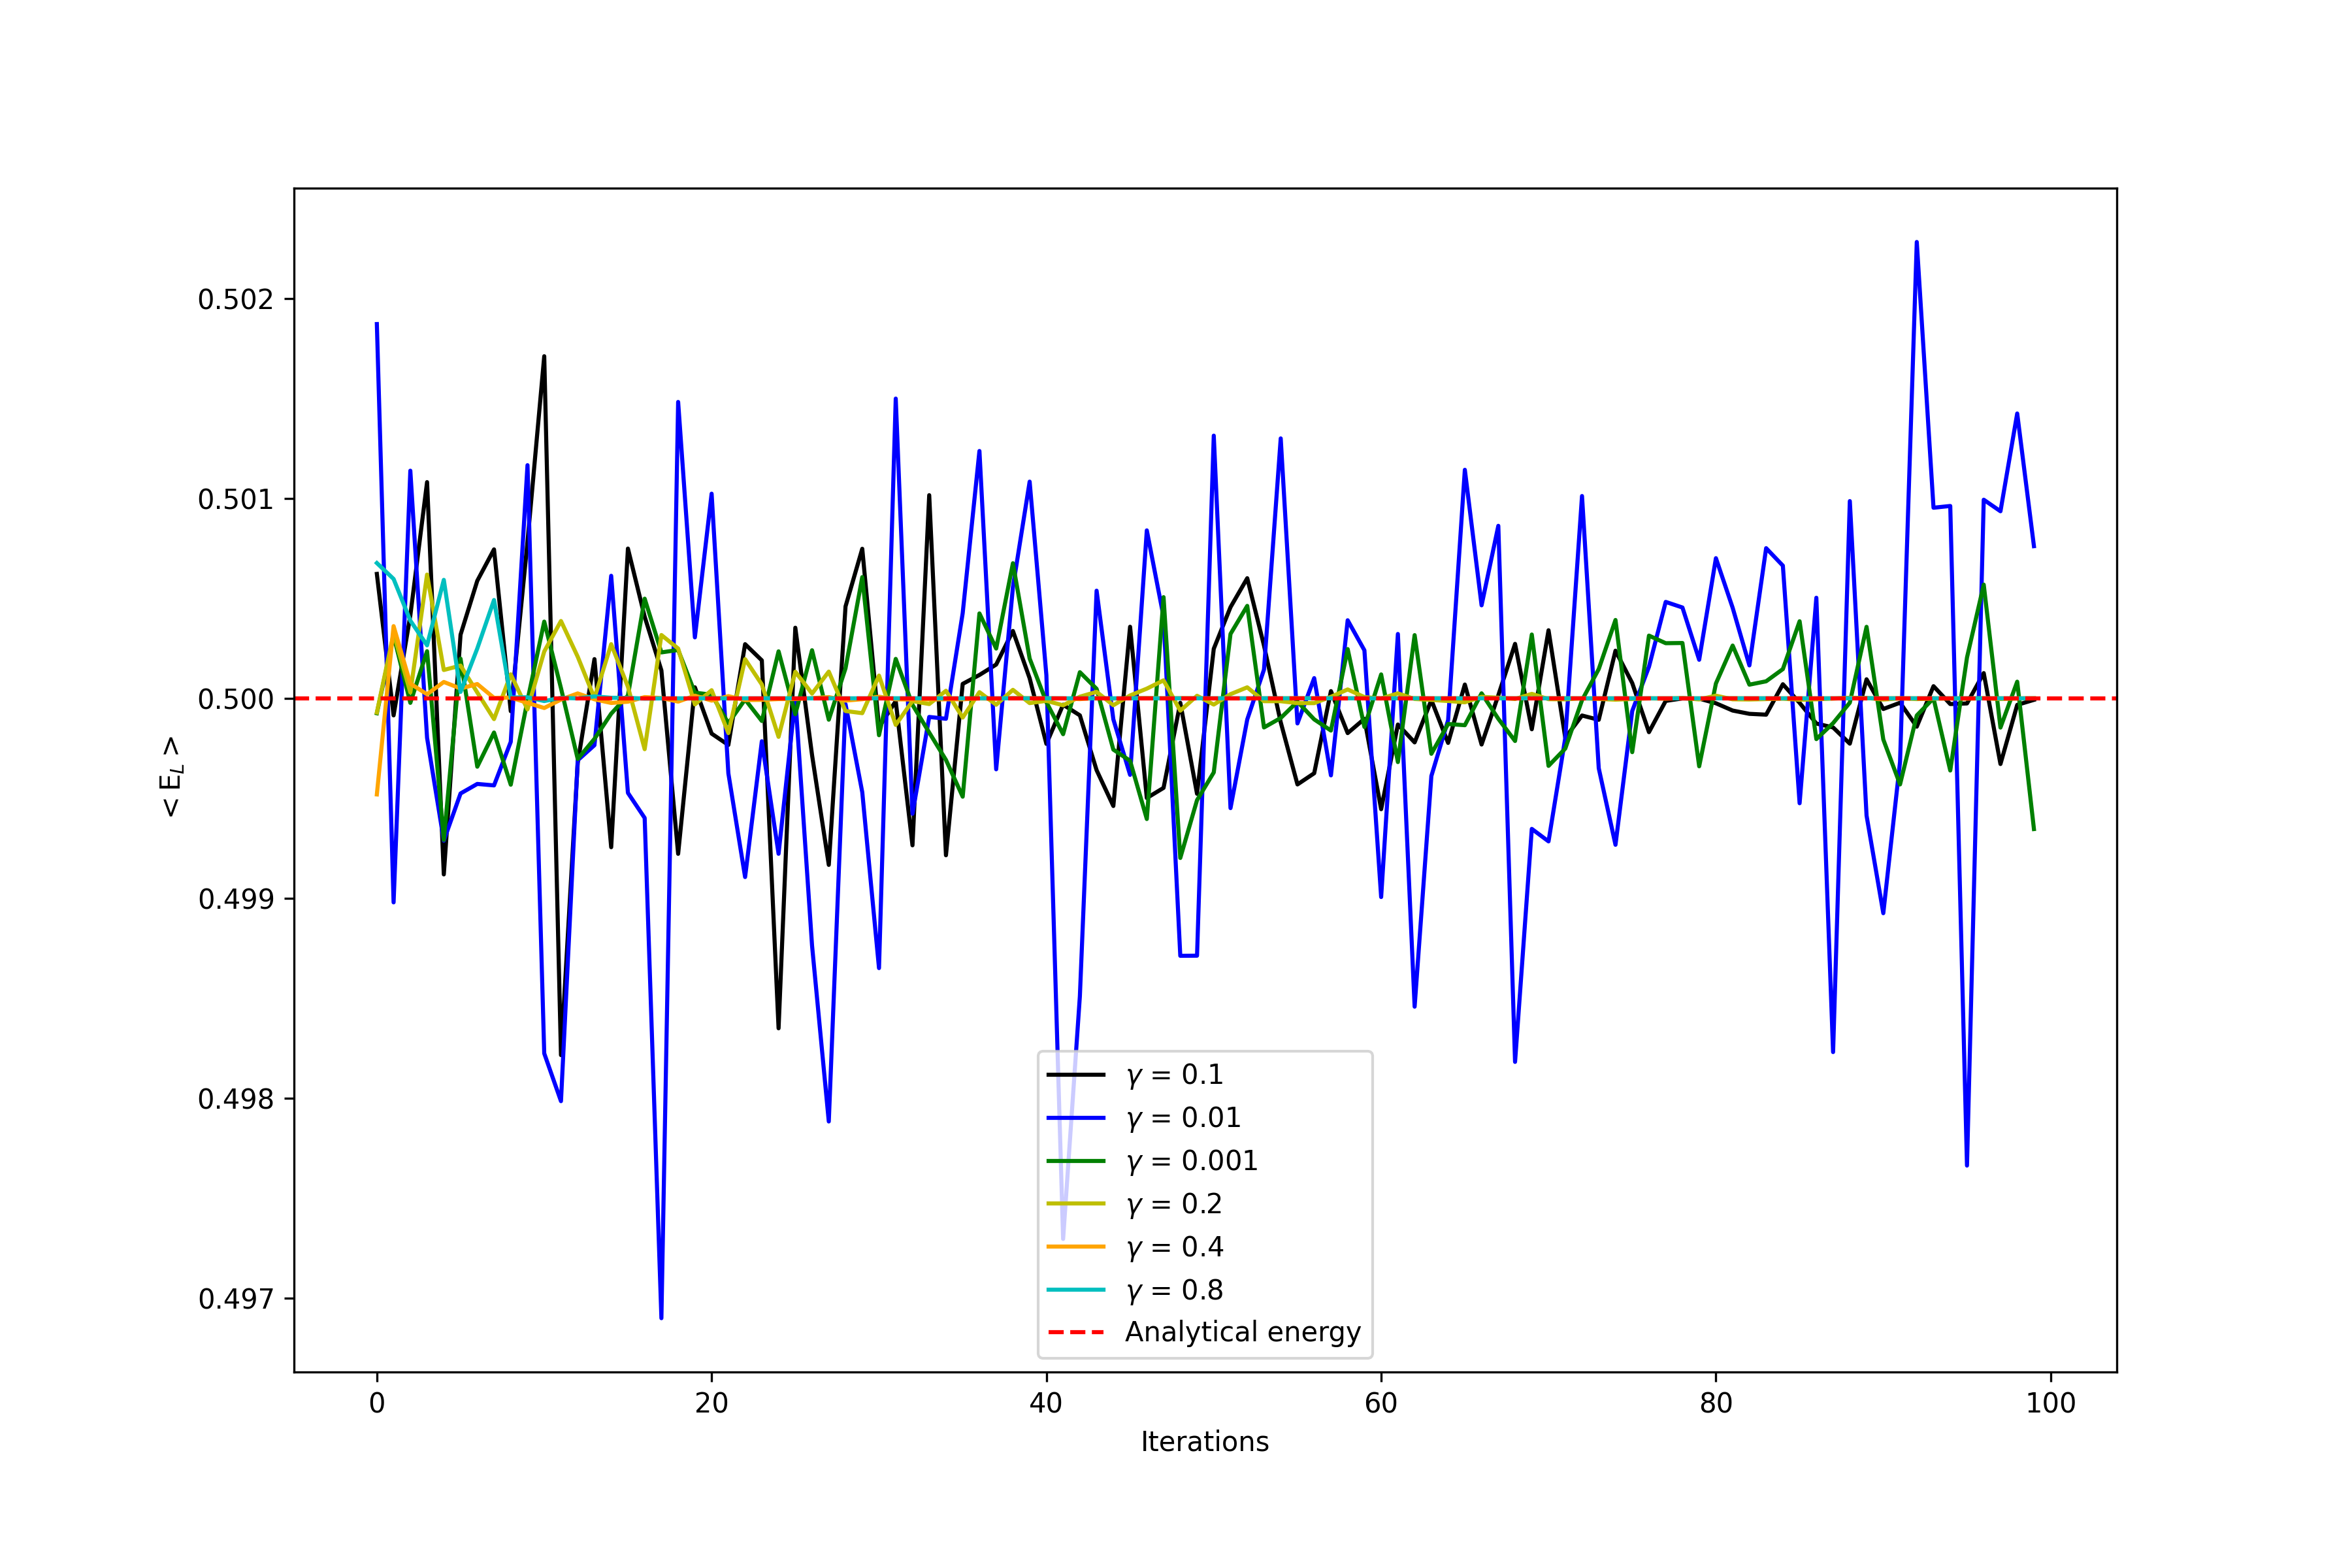 0.502
0.501
0.500
0.499
0.498
0.497
< E_L >
0 20 40 60 80 100
Iterations
γ = 0.1
γ = 0.01
γ = 0.001
γ = 0.2
γ = 0.4
γ = 0.8
Analytical energy